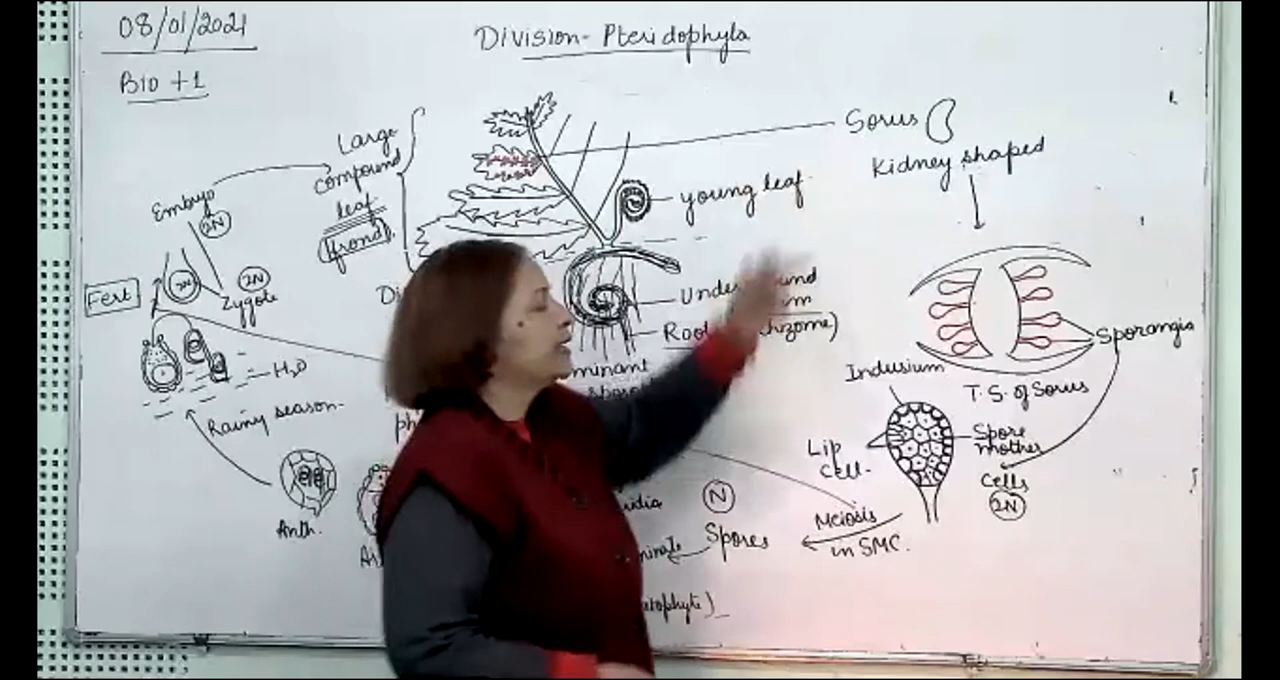 08/01/2021
Bio +1
Division- Pteridophyta
Large
compound
leaf
(frond).
Sorus
Kidney shaped
young leaf
Embryo
2N
2N
Zygote
2N
Fert
H2O
Rainy season-
Anth.
Root
Sporangia
T.S. of Sorus
Indusium
Lip
Cell-
Spore
mother
Cells
2N
Meiosis
in SMC.
N
Spores